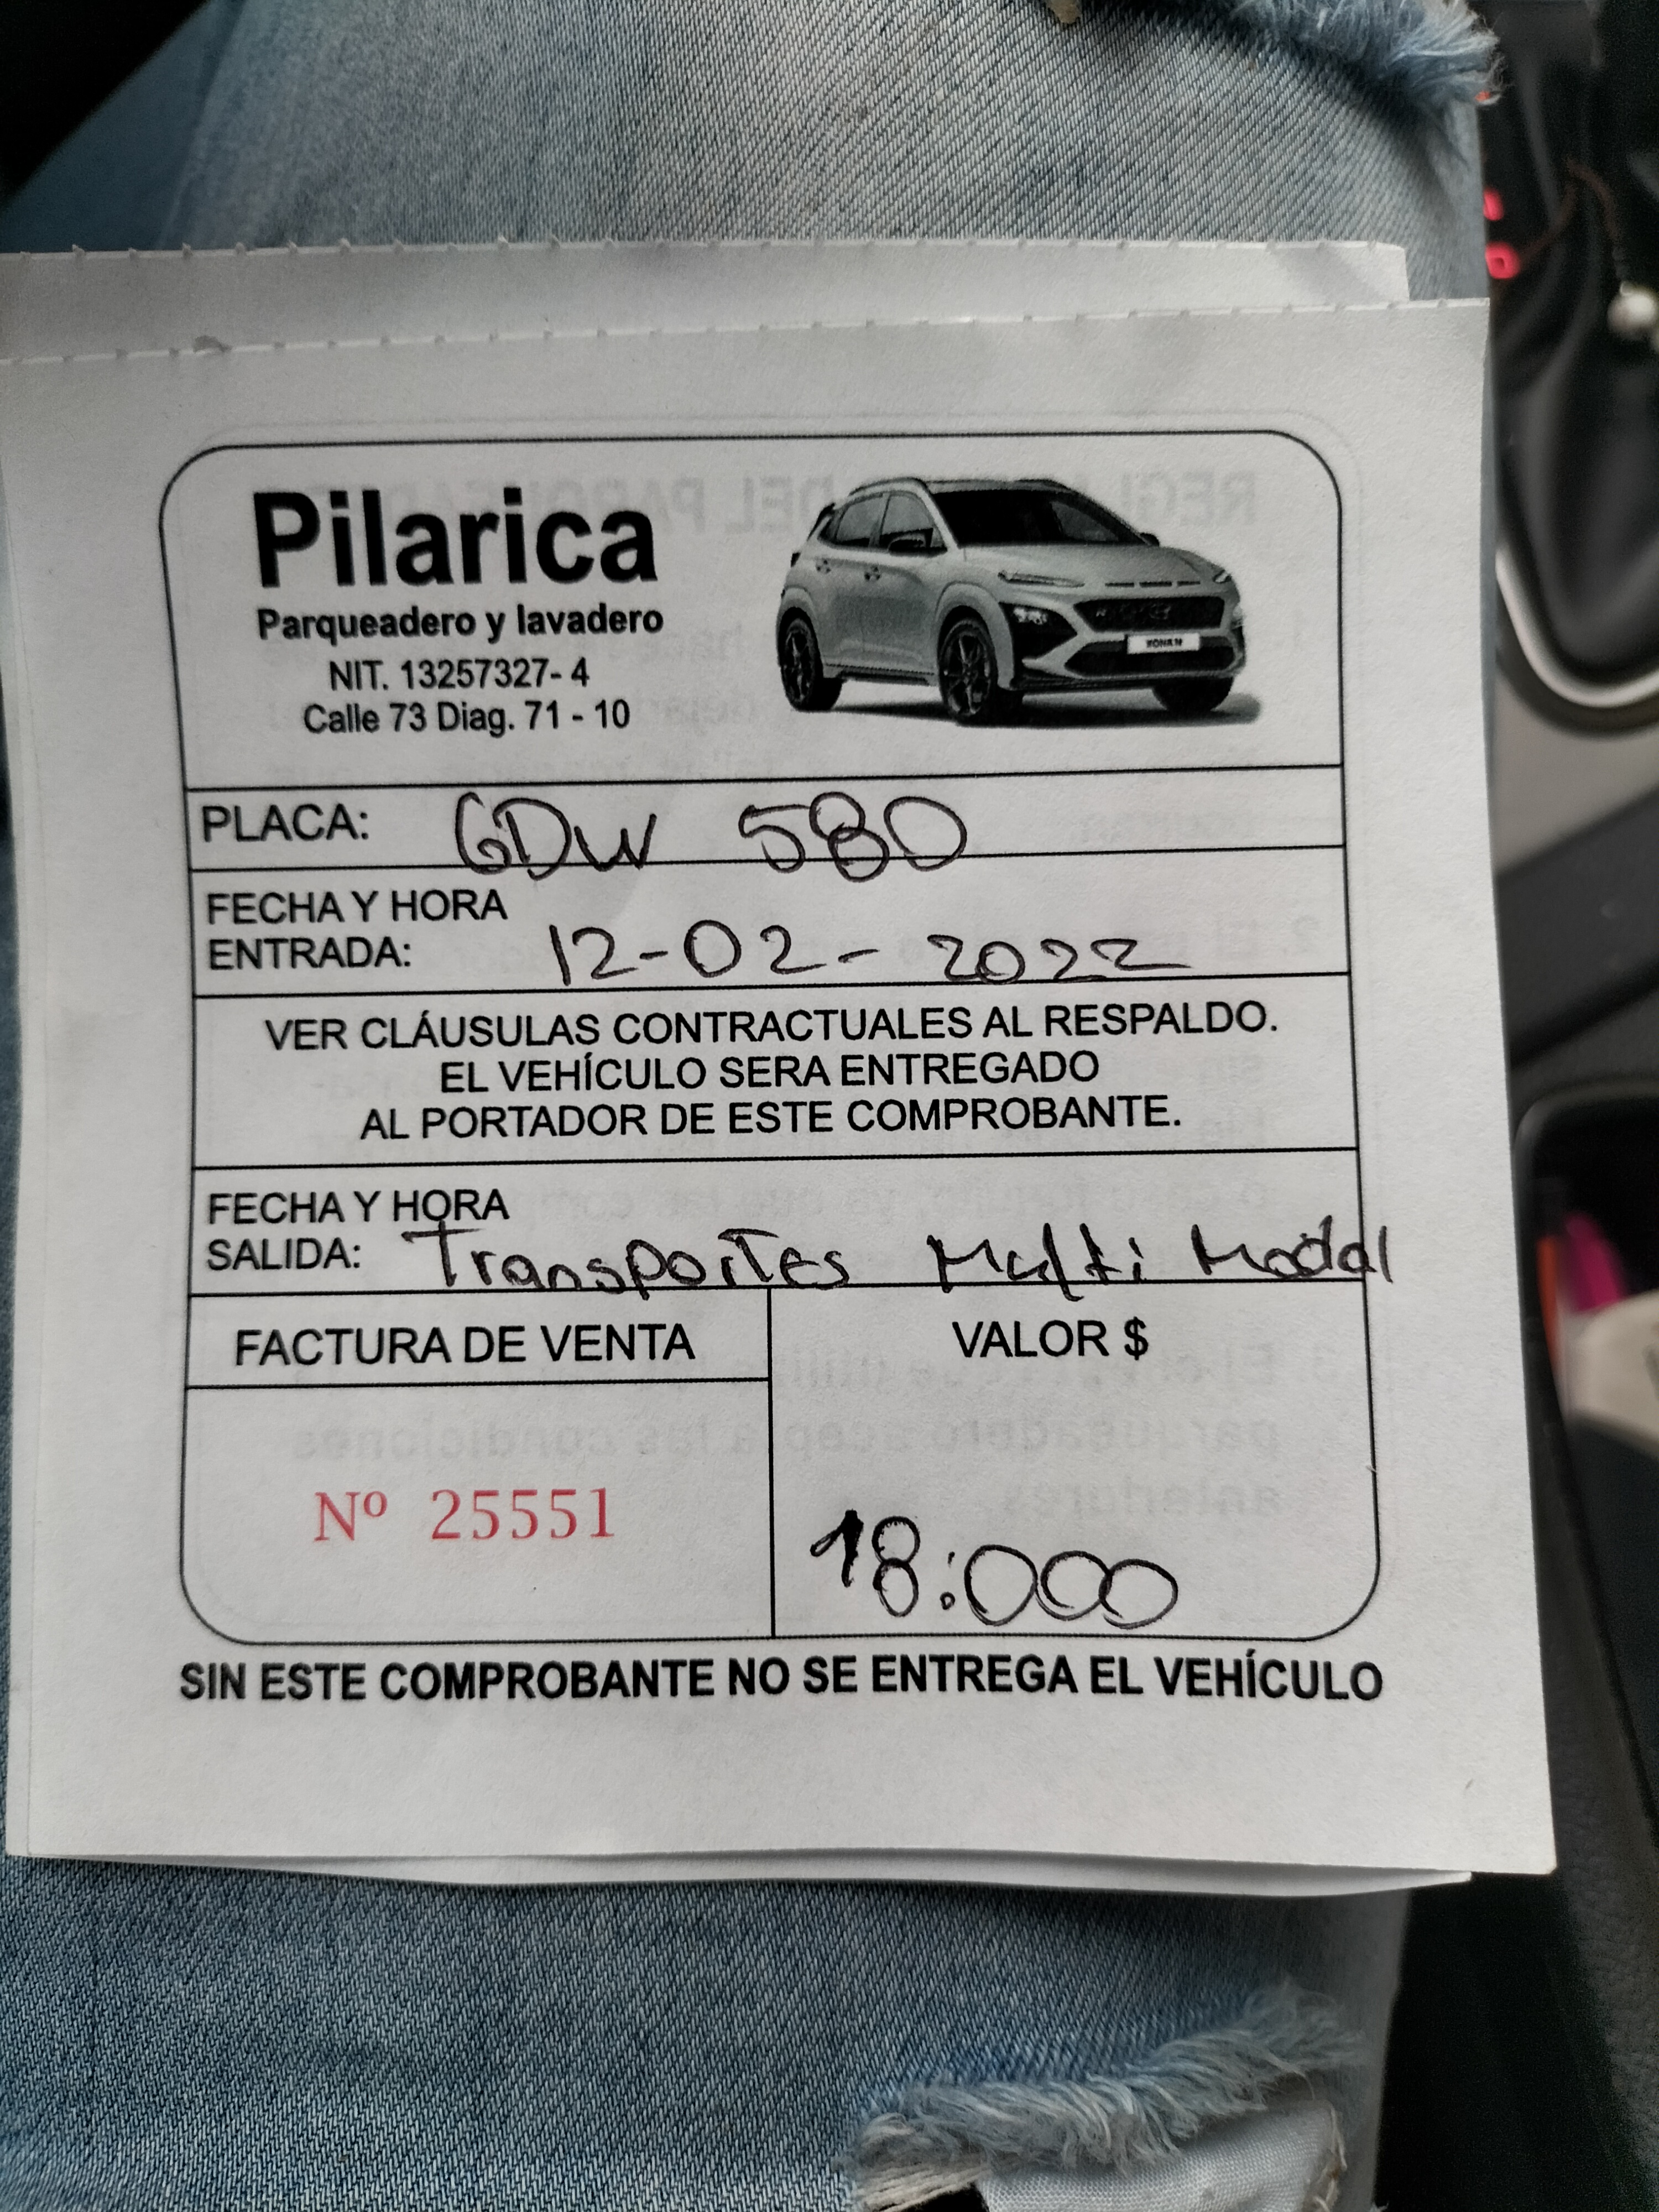 Pilarica
Parqueadero y lavadero
NIT. 13257327- 4
Calle 73 Diag. 71 - 10
PLACA: GDW 580
FECHA Y HORA
ENTRADA: 12-02-2022
VER CLÁUSULAS CONTRACTUALES AL RESPALDO.
EL VEHÍCULO SERA ENTREGADO
AL PORTADOR DE ESTE COMPROBANTE.
FECHA Y HORA
SALIDA: Transportes Multi Modal
FACTURA DE VENTA
Nº 25551
VALOR $
18:000
SIN ESTE COMPROBANTE NO SE ENTREGA EL VEHÍCULO